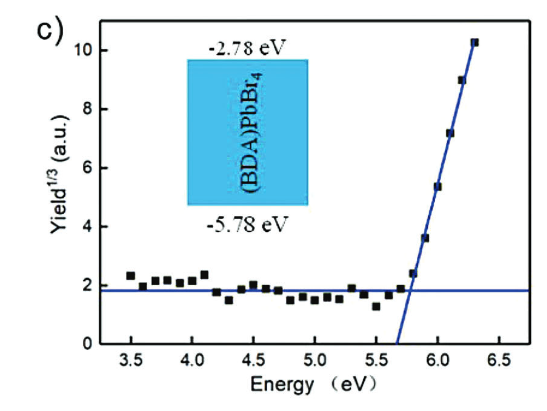 c)
-2.78 eV
(BDA)PbBr₄
-5.78 eV
Yield¹/³ (a.u.)
10
8
6
4
2
0
3.5 4.0 4.5 5.0 5.5 6.0 6.5
Energy （eV）